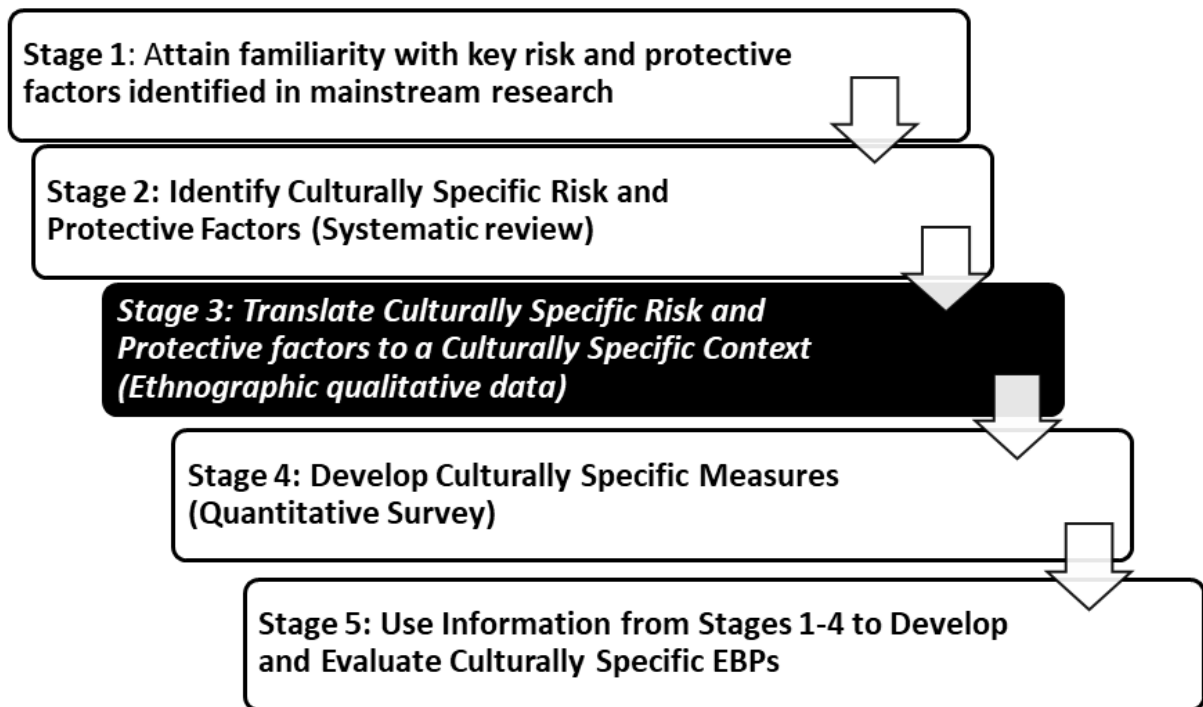 Stage 1: Attain familiarity with key risk and protective
factors identified in mainstream research
Stage 2: Identify Culturally Specific Risk and
Protective Factors (Systematic review)
Stage 3: Translate Culturally Specific Risk and
Protective factors to a Culturally Specific Context
(Ethnographic qualitative data)
Stage 4: Develop Culturally Specific Measures
(Quantitative Survey)
Stage 5: Use Information from Stages 1-4 to Develop
and Evaluate Culturally Specific EBPs